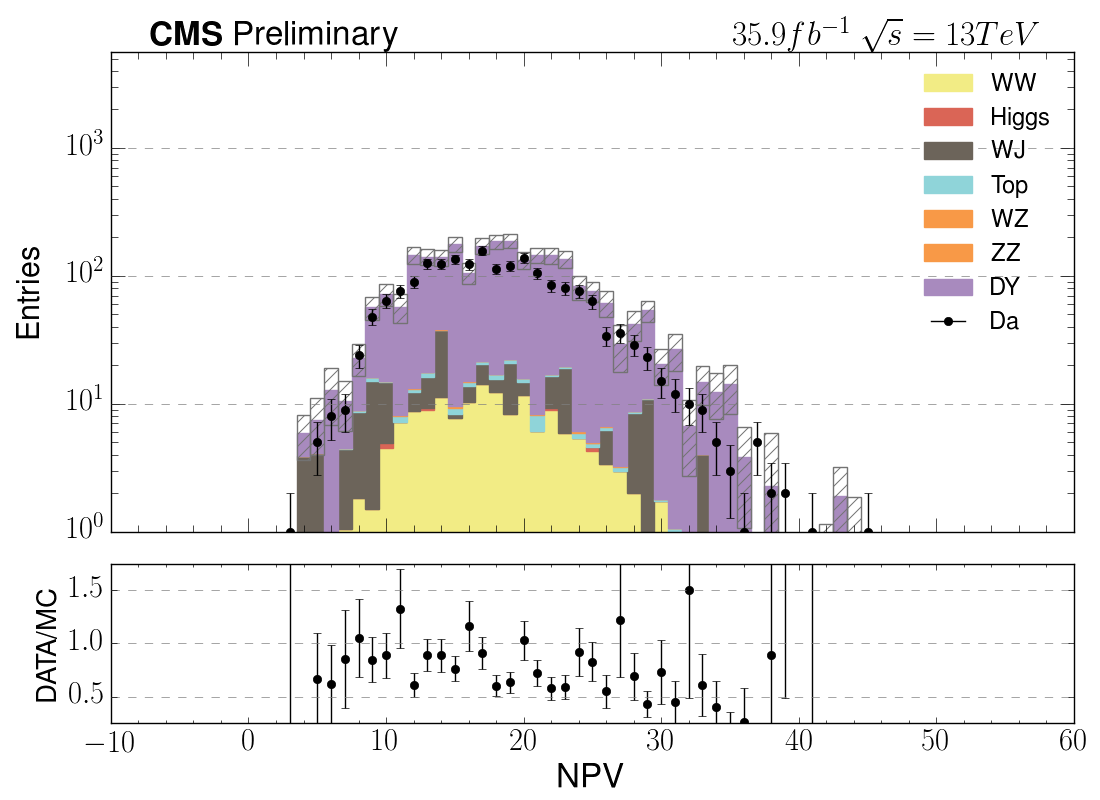 CMS Preliminary 35.9fb⁻¹ √s = 13TeV
WW
Higgs
WJ
Top
WZ
ZZ
DY
Da
Entries
10³
10²
10¹
10⁰
DATA/MC
1.5
1.0
0.5
−10 0 10 20 30 40 50 60
NPV